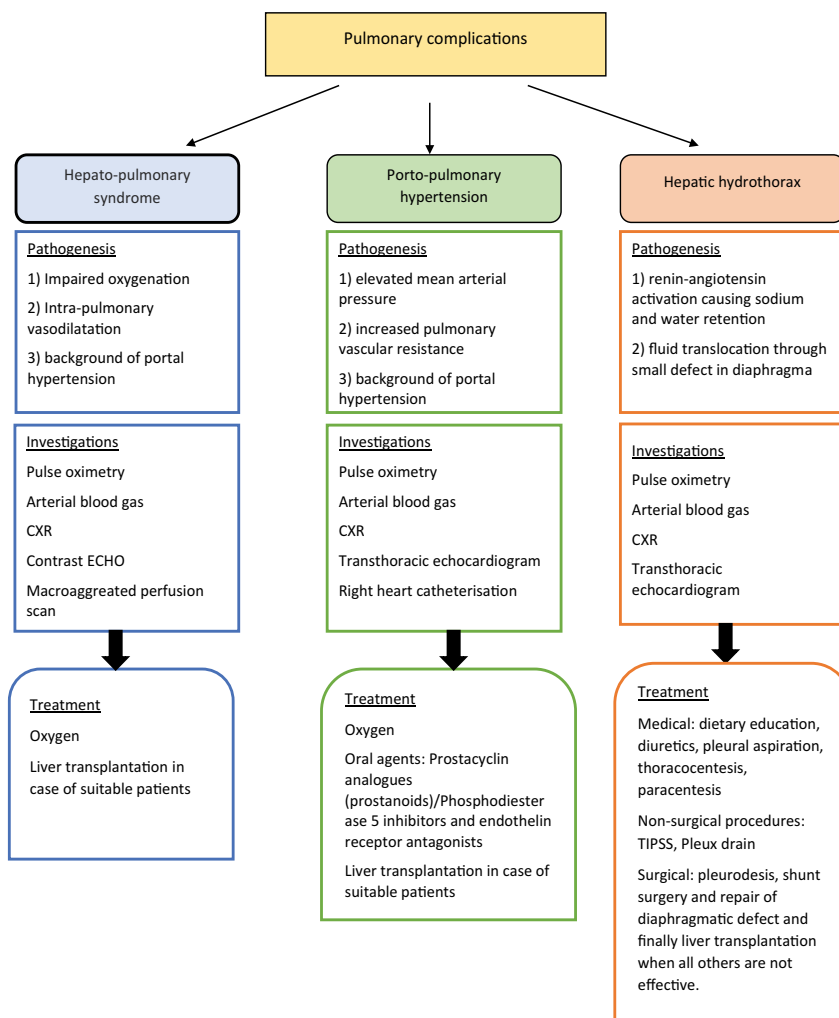 Pulmonary complications
Hepato-pulmonary
syndrome
Pathogenesis
1) Impaired oxygenation
2) Intra-pulmonary
vasodilatation
3) background of portal
hypertension
Investigations
Pulse oximetry
Arterial blood gas
CXR
Contrast ECHO
Macroaggreated perfusion
scan
Treatment
Oxygen
Liver transplantation in
case of suitable patients
Porto-pulmonary
hypertension
Pathogenesis
1) elevated mean arterial
pressure
2) increased pulmonary
vascular resistance
3) background of portal
hypertension
Investigations
Pulse oximetry
Arterial blood gas
CXR
Transthoracic echocardiogram
Right heart catheterisation
Treatment
Oxygen
Oral agents: Prostacyclin
analogues
(prostanoids)/Phosphodiester
ase 5 inhibitors and endothelin
receptor antagonists
Liver transplantation in case of
suitable patients
Hepatic hydrothorax
Pathogenesis
1) renin-angiotensin
activation causing sodium
and water retention
2) fluid translocation through
small defect in diaphragma
Investigations
Pulse oximetry
Arterial blood gas
CXR
Transthoracic
echocardiogram
Treatment
Medical: dietary education,
diuretics, pleural aspiration,
thoracocentesis,
paracentesis
Non-surgical procedures:
TIPSS, Pleux drain
Surgical: pleurodesis, shunt
surgery and repair of
diaphragmatic defect and
finally liver transplantation
when all others are not
effective.